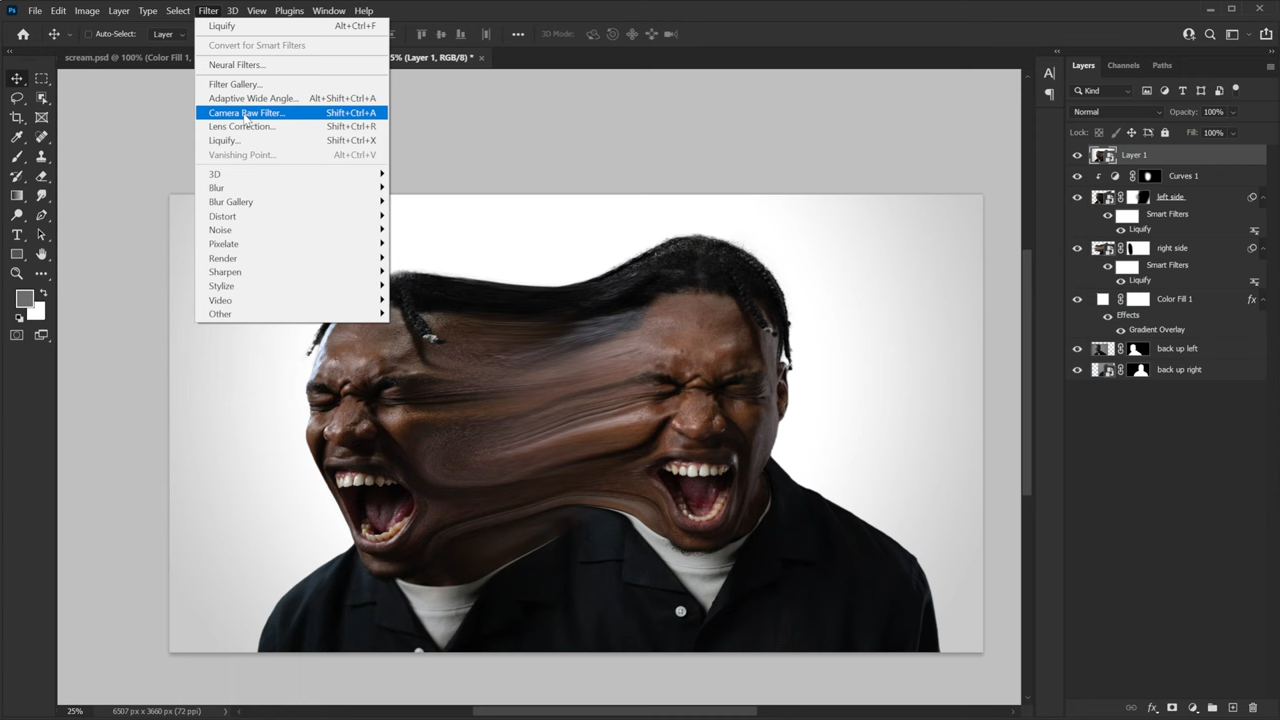 Ps File Edit Image Layer Type Select Filter 3D View Plugins Window Help
Auto-Select: Layer 3D Mode:
scream.psd @ 100% (Color Fill 1, 5% (Layer 1, RGB/8) *
Liquify Alt+Ctrl+F
Convert for Smart Filters
Neural Filters...
Filter Gallery...
Adaptive Wide Angle... Alt+Shift+Ctrl+A
Camera Raw Filter... Shift+Ctrl+A
Lens Correction... Shift+Ctrl+R
Liquify... Shift+Ctrl+X
Vanishing Point... Alt+Ctrl+V
3D
Blur
Blur Gallery
Distort
Noise
Pixelate
Render
Sharpen
Stylize
Video
Other
Layers Channels Paths
Kind
Normal Opacity: 100%
Lock: Fill: 100%
Layer 1
Curves 1
left side
Smart Filters
Liquify
right side
Smart Filters
Liquify
Color Fill 1 fx
Effects
Gradient Overlay
back up left
back up right
25% 6507 px x 3660 px (72 ppi)
fx